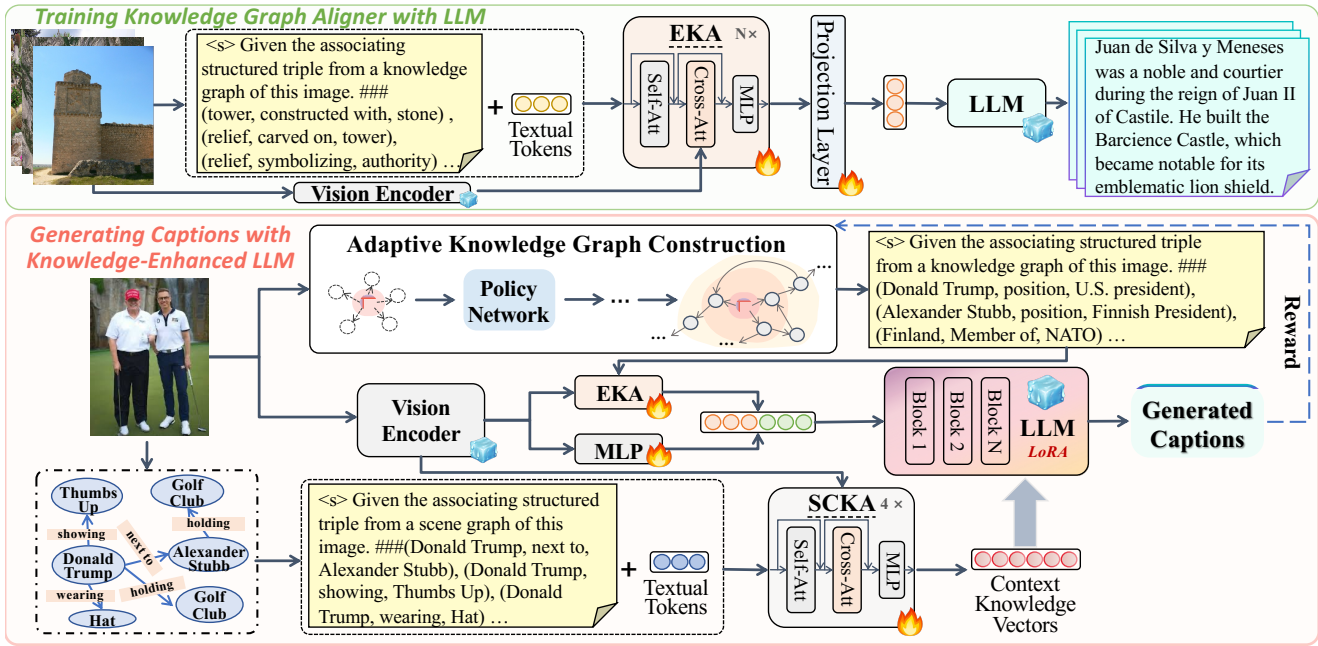 Training Knowledge Graph Aligner with LLM
<s> Given the associating
structured triple from a knowledge
graph of this image. ###
(tower, constructed with, stone) ,
(relief, carved on, tower),
(relief, symbolizing, authority) …
+
Textual
Tokens
Vision Encoder
EKA
N×
Self-Att
Cross-Att
MLP
Projection Layer
LLM
Juan de Silva y Meneses
was a noble and courtier
during the reign of Juan II
of Castile. He built the
Barcience Castle, which
became notable for its
emblematic lion shield.
Generating Captions with
Knowledge-Enhanced LLM
Adaptive Knowledge Graph Construction
Policy
Network
...
...
...
...
<s> Given the associating structured triple
from a knowledge graph of this image. ###
(Donald Trump, position, U.S. president),
(Alexander Stubb, position, Finnish President),
(Finland, Member of, NATO) …
Reward
Vision
Encoder
EKA
MLP
Block 1
Block 2
Block N
LLM
LoRA
Generated
Captions
Thumbs
Up
Golf
Club
showing
holding
next to
Donald
Trump
Alexander
Stubb
wearing
holding
Hat
Golf
Club
<s> Given the associating structured
triple from a scene graph of this
image. ###(Donald Trump, next to,
Alexander Stubb), (Donald Trump,
showing, Thumbs Up), (Donald
Trump, wearing, Hat) …
+
Textual
Tokens
SCKA
4 ×
Self-Att
Cross-Att
MLP
Context
Knowledge
Vectors